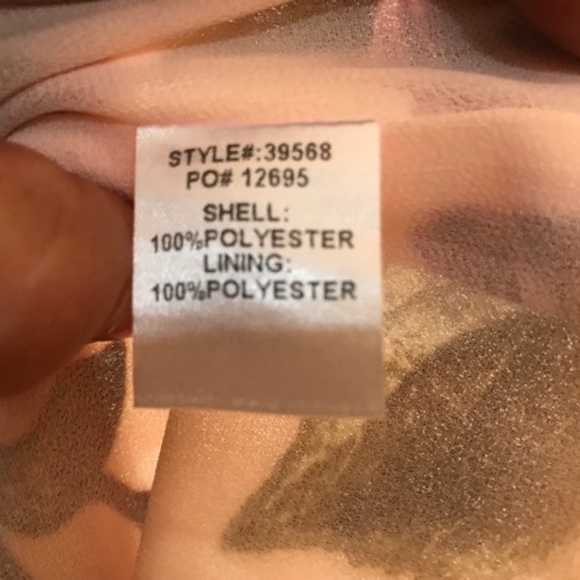 STYLE#:39568
PO# 12695
SHELL:
100%POLYESTER
LINING:
100%POLYESTER